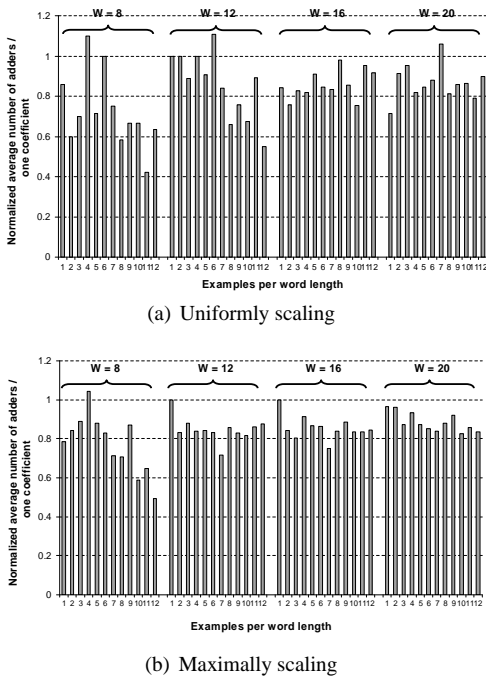 1.2
1
0.8
0.6
0.4
0.2
0
Normalized average number of adders /
one coefficient
W = 8 W = 12 W = 16 W = 20
1 2 3 4 5 6 7 8 9 10 11 12 1 2 3 4 5 6 7 8 9 10 11 12 1 2 3 4 5 6 7 8 9 10 11 12 1 2 3 4 5 6 7 8 9 10 11 12
Examples per word length
(a) Uniformly scaling
1.2
1
0.8
0.6
0.4
0.2
0
Normalized average number of adders /
one coefficient
W = 8 W = 12 W = 16 W = 20
1 2 3 4 5 6 7 8 9 10 11 12 1 2 3 4 5 6 7 8 9 10 11 12 1 2 3 4 5 6 7 8 9 10 11 12 1 2 3 4 5 6 7 8 9 10 11 12
Examples per word length
(b) Maximally scaling